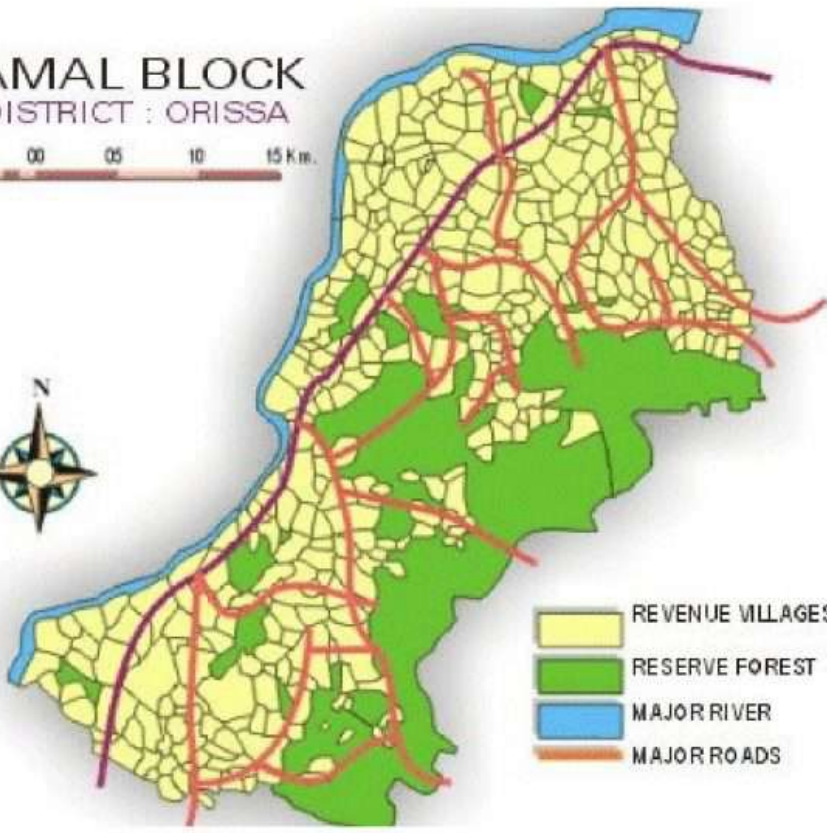 AMAL BLOCK
DISTRICT : ORISSA
00 05 10 15 Km.
N
REVENUE VILLAGES
RESERVE FOREST
MAJOR RIVER
MAJOR ROADS